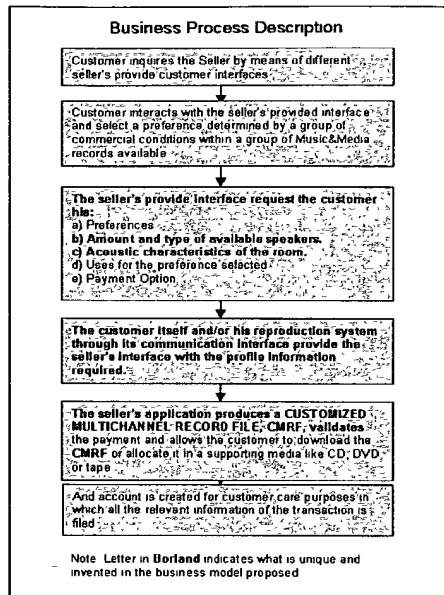 Business Process Description
Customer inquires the Seller by means of different
seller's provide customer interfaces
Customer interacts with the seller's provided interface
and select a preference, determined by a group of
commercial conditions within a group of Music&Media
records available
The seller's provide interface request the customer
his:
a) Preferences
b) Amount and type of available speakers.
c) Acoustic characteristics of the room.
d) Uses for the preference selected
e) Payment Option
The customer itself and/or his reproduction system
through its communication interface provide the
seller's interface with the profile information
required.
The seller's application produces a CUSTOMIZED
MULTICHANNEL RECORD FILE, CMRF, validates
the payment and allows the customer to download the
CMRF or allocate it in a supporting media like CD, DVD
or tape
And account is created for customer care purposes in
which all the relevant information of the transaction is
filed
Note Letter in Borland indicates what is unique and
invented in the business model proposed